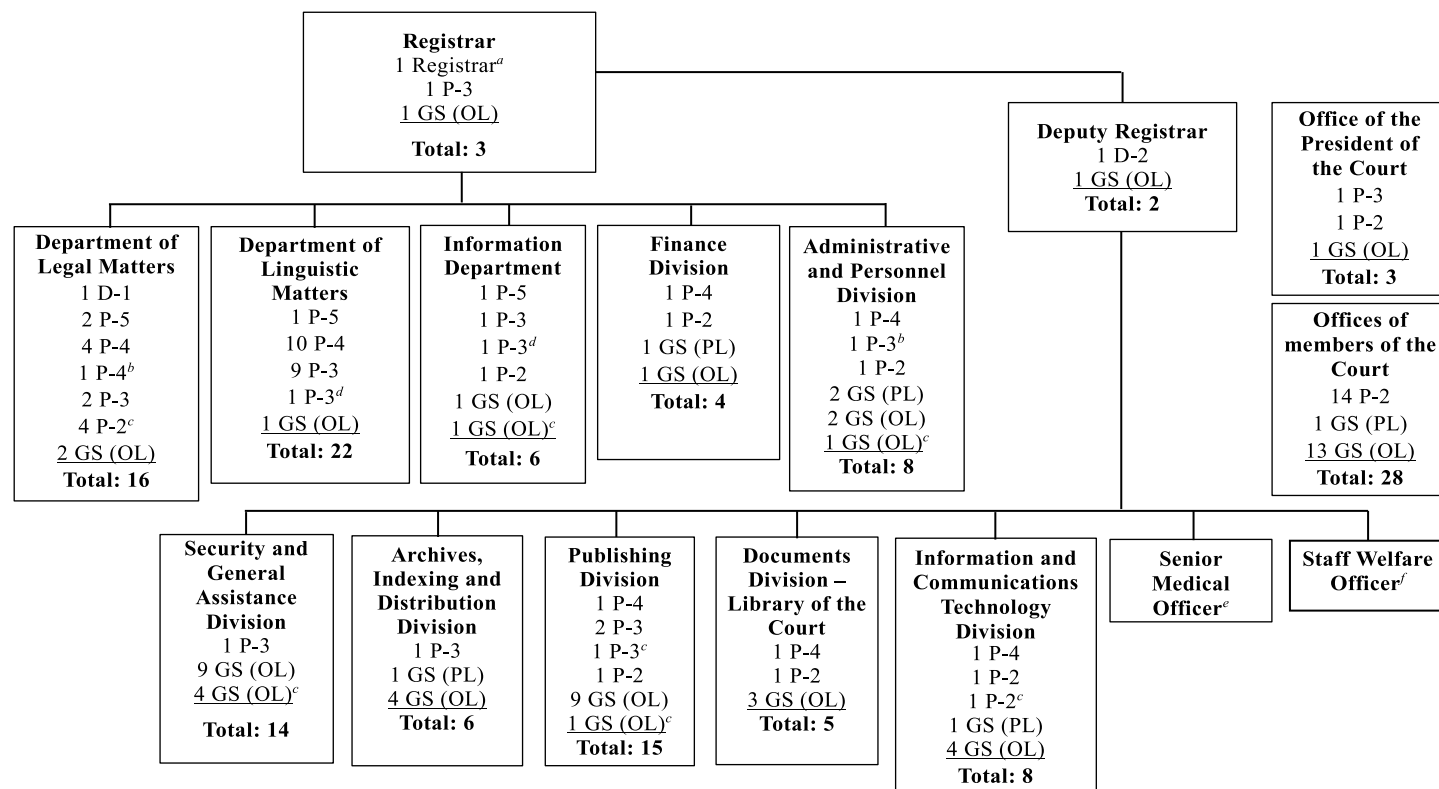 Registrar
1 Registrarᵃ
1 P-3
1 GS (OL)
Total: 3
Deputy Registrar
1 D-2
1 GS (OL)
Total: 2
Office of the
President of
the Court
1 P-3
1 P-2
1 GS (OL)
Total: 3
Department of
Legal Matters
1 D-1
2 P-5
4 P-4
1 P-4ᵇ
2 P-3
4 P-2ᶜ
2 GS (OL)
Total: 16
Department of
Linguistic
Matters
1 P-5
10 P-4
9 P-3
1 P-3ᵈ
1 GS (OL)
Total: 22
Information
Department
1 P-5
1 P-3
1 P-3ᵈ
1 P-2
1 GS (OL)
1 GS (OL)ᶜ
Total: 6
Finance
Division
1 P-4
1 P-2
1 GS (PL)
1 GS (OL)
Total: 4
Administrative
and Personnel
Division
1 P-4
1 P-3ᵇ
1 P-2
2 GS (PL)
2 GS (OL)
1 GS (OL)ᶜ
Total: 8
Offices of
members of the
Court
14 P-2
1 GS (PL)
13 GS (OL)
Total: 28
Security and
General
Assistance
Division
1 P-3
9 GS (OL)
4 GS (OL)ᶜ
Total: 14
Archives,
Indexing and
Distribution
Division
1 P-3
1 GS (PL)
4 GS (OL)
Total: 6
Publishing
Division
1 P-4
2 P-3
1 P-3ᶜ
1 P-2
9 GS (OL)
1 GS (OL)ᶜ
Total: 15
Documents
Division –
Library of the
Court
1 P-4
1 P-2
3 GS (OL)
Total: 5
Information and
Communications
Technology
Division
1 P-4
1 P-2
1 P-2ᶜ
1 GS (PL)
4 GS (OL)
Total: 8
Senior
Medical
Officerᵉ
Staff Welfare
Officerᶠ